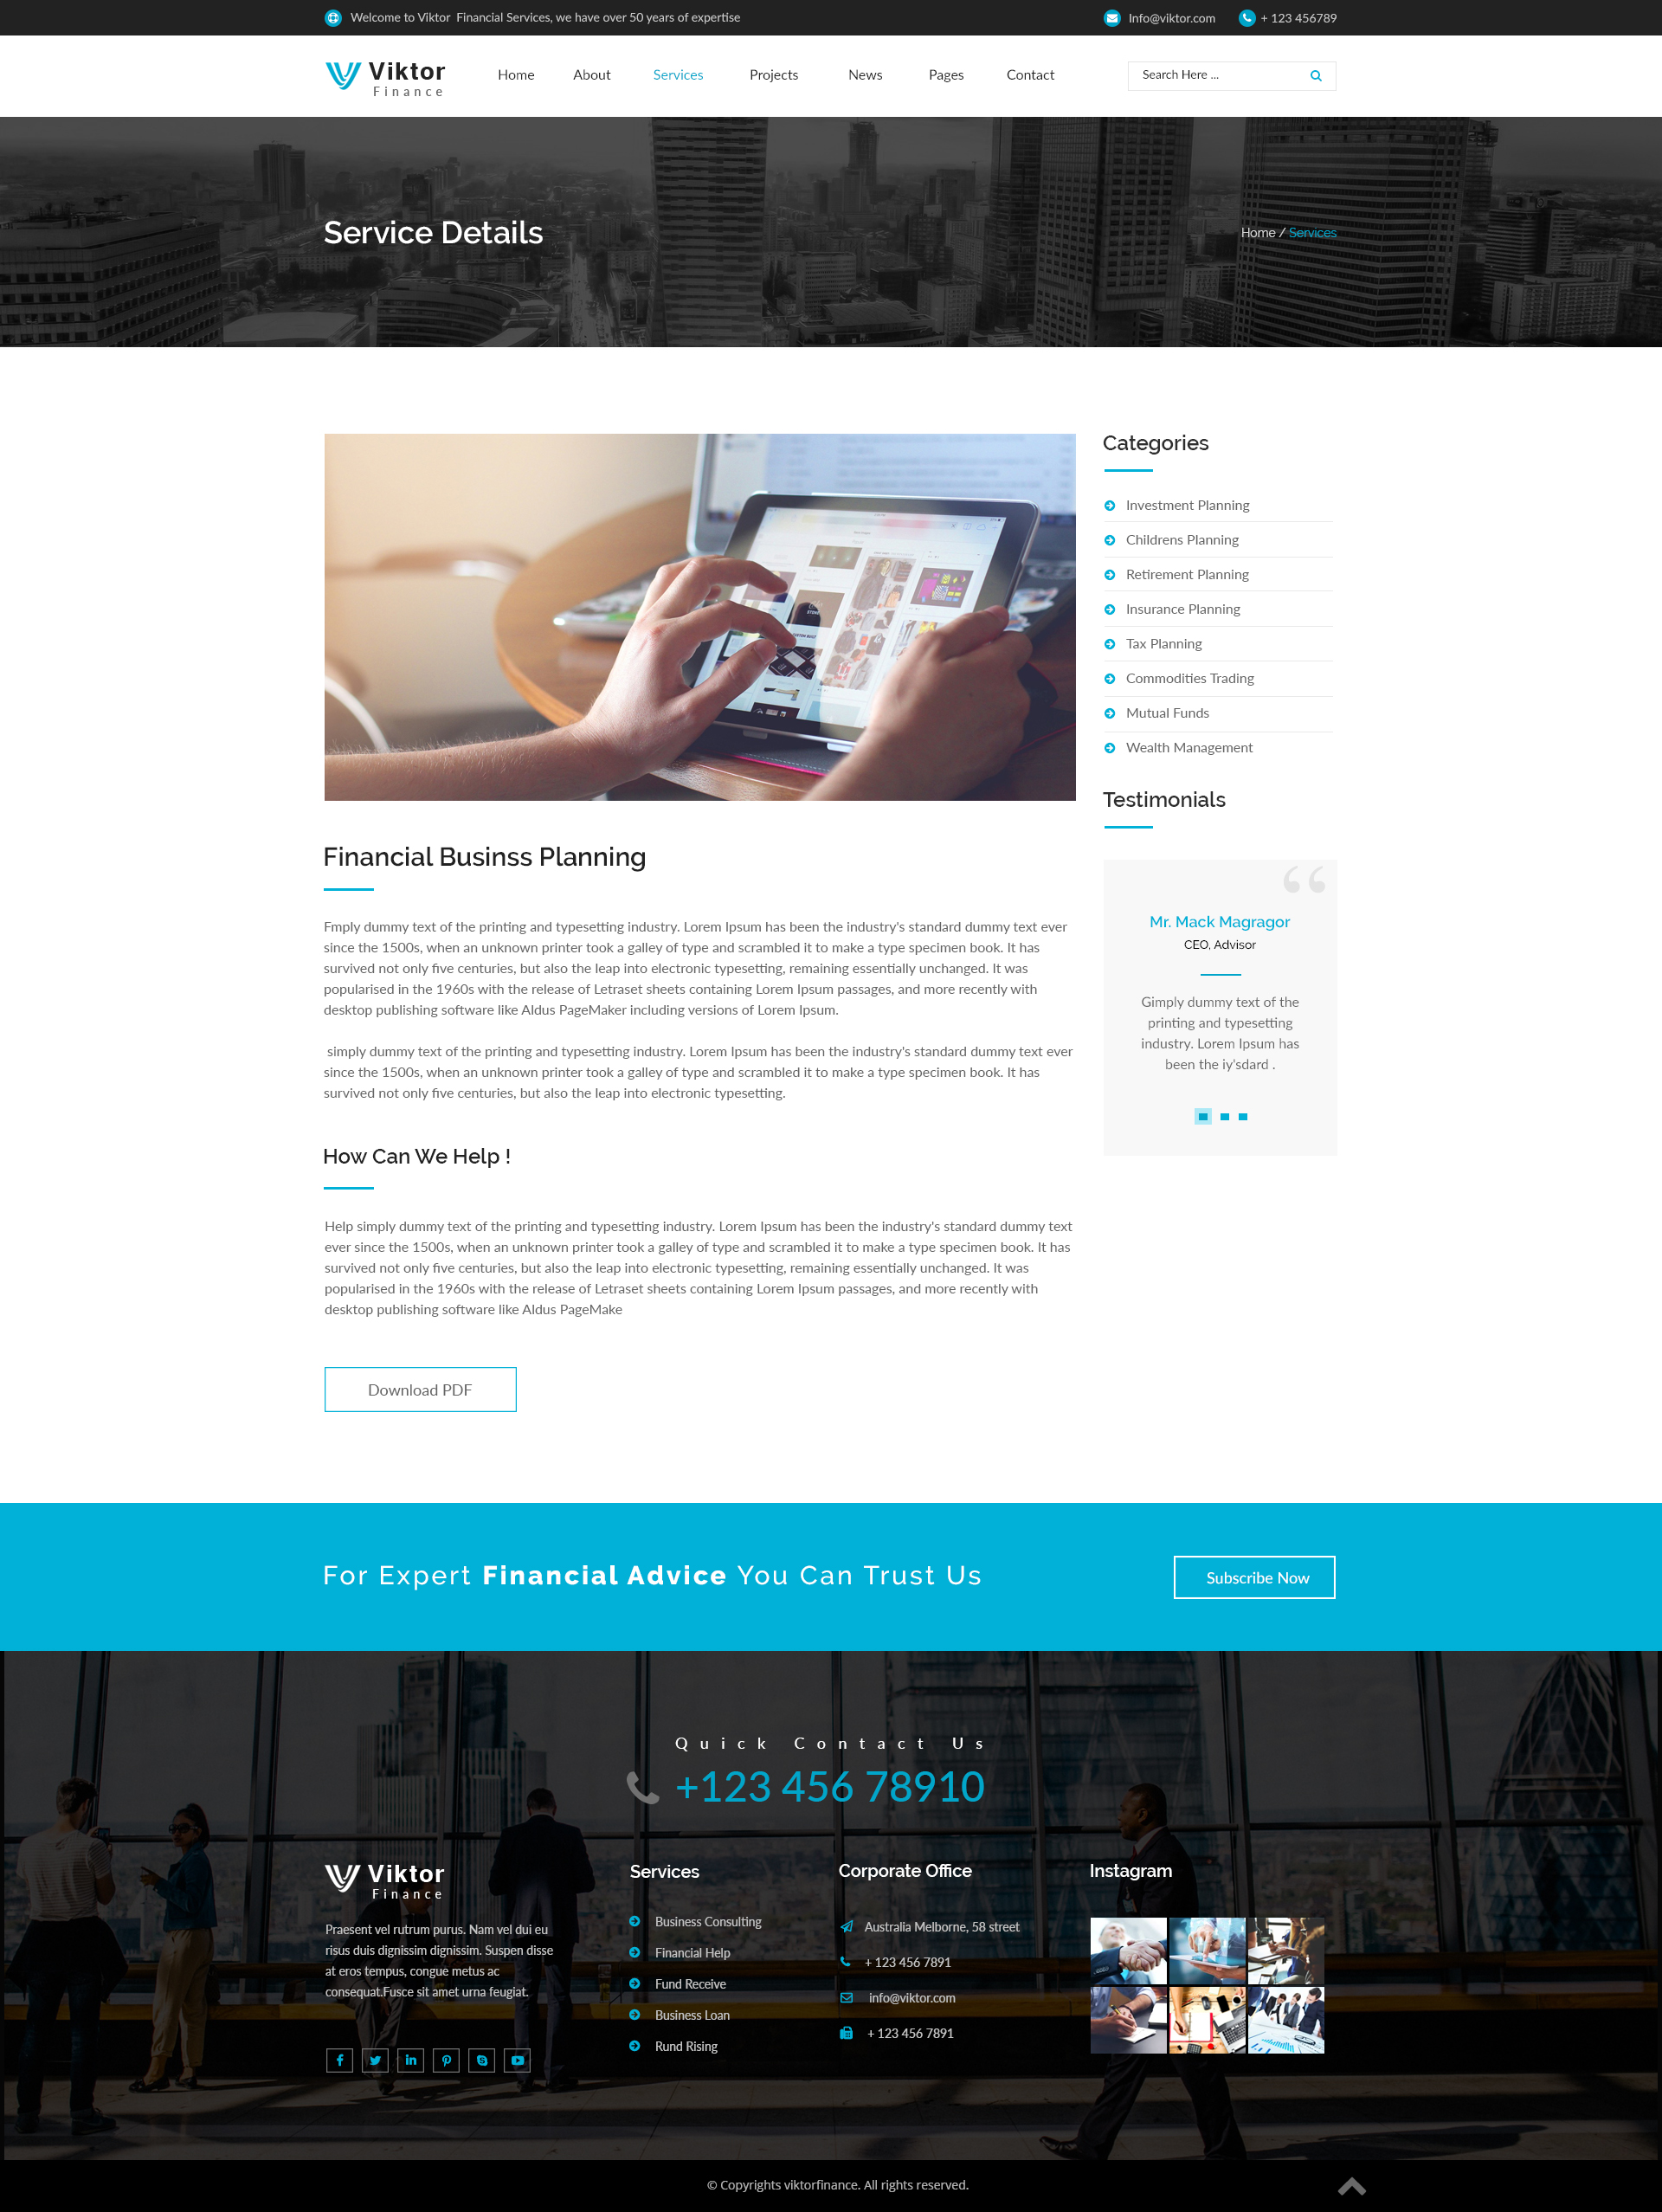 Welcome to Viktor  Financial Services, we have over 50 years of expertise
Info@viktor.com
+ 123 456789
Viktor
Finance
Home
About
Services
Projects
News
Pages
Contact
Search Here ...
Service Details
Home / Services
Financial Businss Planning
Fmply dummy text of the printing and typesetting industry. Lorem Ipsum has been the industry's standard dummy text ever
since the 1500s, when an unknown printer took a galley of type and scrambled it to make a type specimen book. It has
survived not only five centuries, but also the leap into electronic typesetting, remaining essentially unchanged. It was
popularised in the 1960s with the release of Letraset sheets containing Lorem Ipsum passages, and more recently with
desktop publishing software like Aldus PageMaker including versions of Lorem Ipsum.
simply dummy text of the printing and typesetting industry. Lorem Ipsum has been the industry's standard dummy text ever
since the 1500s, when an unknown printer took a galley of type and scrambled it to make a type specimen book. It has
survived not only five centuries, but also the leap into electronic typesetting.
How Can We Help !
Help simply dummy text of the printing and typesetting industry. Lorem Ipsum has been the industry's standard dummy text
ever since the 1500s, when an unknown printer took a galley of type and scrambled it to make a type specimen book. It has
survived not only five centuries, but also the leap into electronic typesetting, remaining essentially unchanged. It was
popularised in the 1960s with the release of Letraset sheets containing Lorem Ipsum passages, and more recently with
desktop publishing software like Aldus PageMake
Download PDF
Categories
Investment Planning
Childrens Planning
Retirement Planning
Insurance Planning
Tax Planning
Commodities Trading
Mutual Funds
Wealth Management
Testimonials
“
Mr. Mack Magragor
CEO, Advisor
Gimply dummy text of the
printing and typesetting
industry. Lorem Ipsum has
been the iy'sdard .
For Expert Financial Advice You Can Trust Us
Subscribe Now
Quick Contact Us
+123 456 78910
Viktor
Finance
Praesent vel rutrum purus. Nam vel dui eu
risus duis dignissim dignissim. Suspen disse
at eros tempus, congue metus ac
consequat.Fusce sit amet urna feugiat.
Services
Business Consulting
Financial Help
Fund Receive
Business Loan
Rund Rising
Corporate Office
Australia Melborne, 58 street
+ 123 456 7891
info@viktor.com
+ 123 456 7891
Instagram
© Copyrights viktorfinance. All rights reserved.